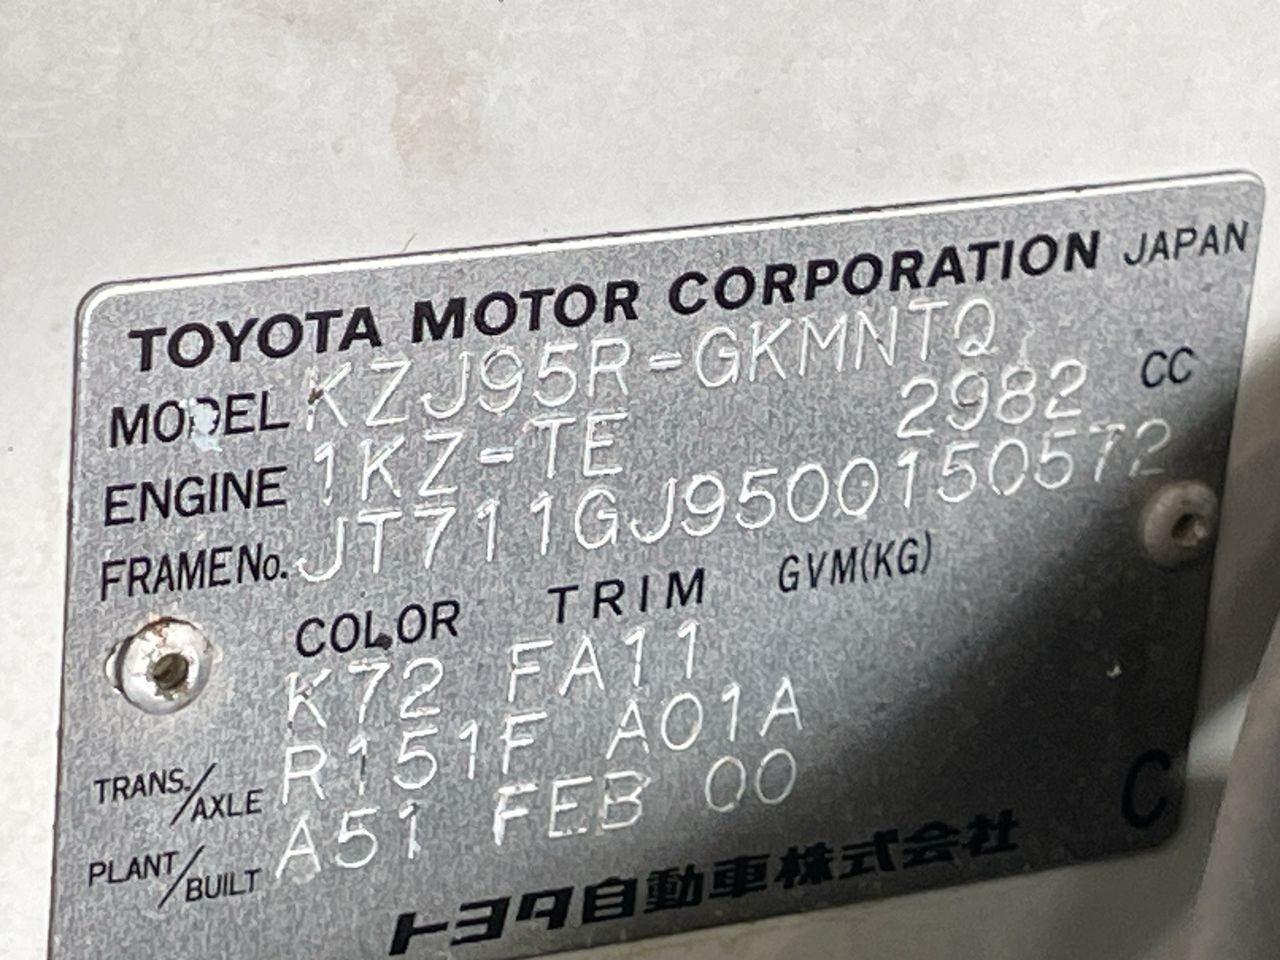 TOYOTA MOTOR CORPORATION JAPAN
MODEL KZJ95R-GKMNTQ
ENGINE 1KZ-TE 2982 CC
FRAME No. JT711GJ9500150572
COLOR TRIM GVM(KG)
K72 FA11
TRANS./AXLE R151F A01A
PLANT/BUILT A51 FEB 00
C
トヨタ自動車株式会社